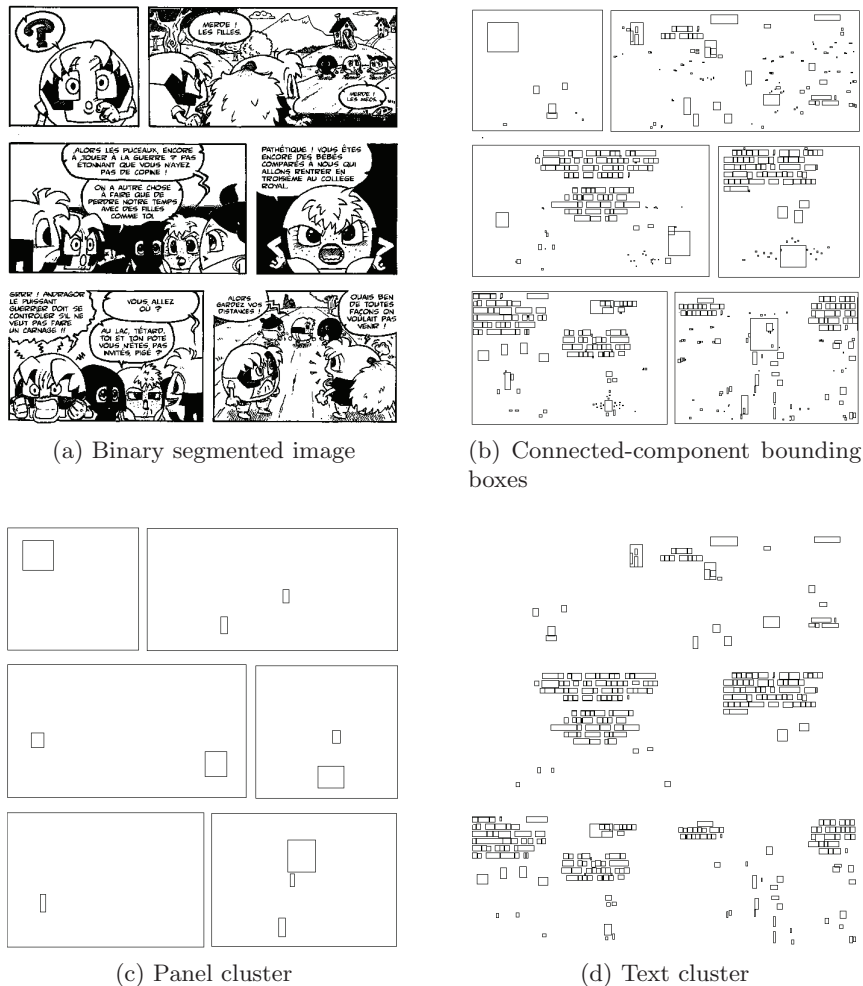 ?
MERDE !
LES FILLES.
MERDE !
LES MECS.
ALORS LES PUCEAUX, ENCORE
À JOUER À LA GUERRE ? PAS
ÉTONNANT QUE VOUS N'AYEZ
PAS DE COPINE !
ON A AUTRE CHOSE
À FAIRE QUE DE
PERDRE NOTRE TEMPS
AVEC DES FILLES
COMME TOI.
PATHÉTIQUE ! VOUS ÊTES
ENCORE DES BÉBÉS
COMPARÉS À NOUS QUI
ALLONS RENTRER EN
TROISIÈME AU COLLEGE
ROYAL.
GRRR ! ANDRAGOR
LE PUISSANT
GUERRIER DOIT SE
CONTROLER S'IL NE
VEUT PAS FAIRE
UN CARNAGE !!
VOUS ALLEZ
OÙ ?
AU LAC, TÊTARD.
TOI ET TON POTE
VOUS N'ETES PAS
INVITÉS, PIGÉ ?
ALORS
GARDEZ VOS
DISTANCES !
OUAIS BEN
DE TOUTES
FAÇONS ON
VOULAIT PAS
VENIR !
(a) Binary segmented image
(b) Connected-component bounding
boxes
(c) Panel cluster
(d) Text cluster